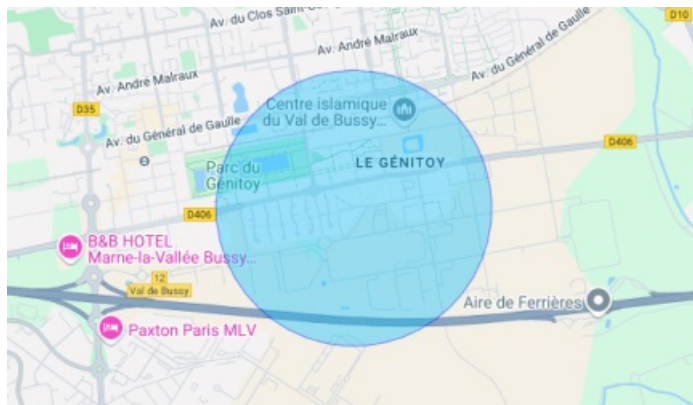 Av. du Clos Saint-
D10
Av. André Malraux
Av. du Général de Gaulle
Av. André Malraux
D35
Centre islamique
du Val de Bussy...
Av. du Général de Gaulle
D406
LE GÉNITOY
Parc du
Génitoy
D406
B&B HOTEL
Marne-la-Vallée Bussy...
12
Val de Bussy
Aire de Ferrières
Paxton Paris MLV